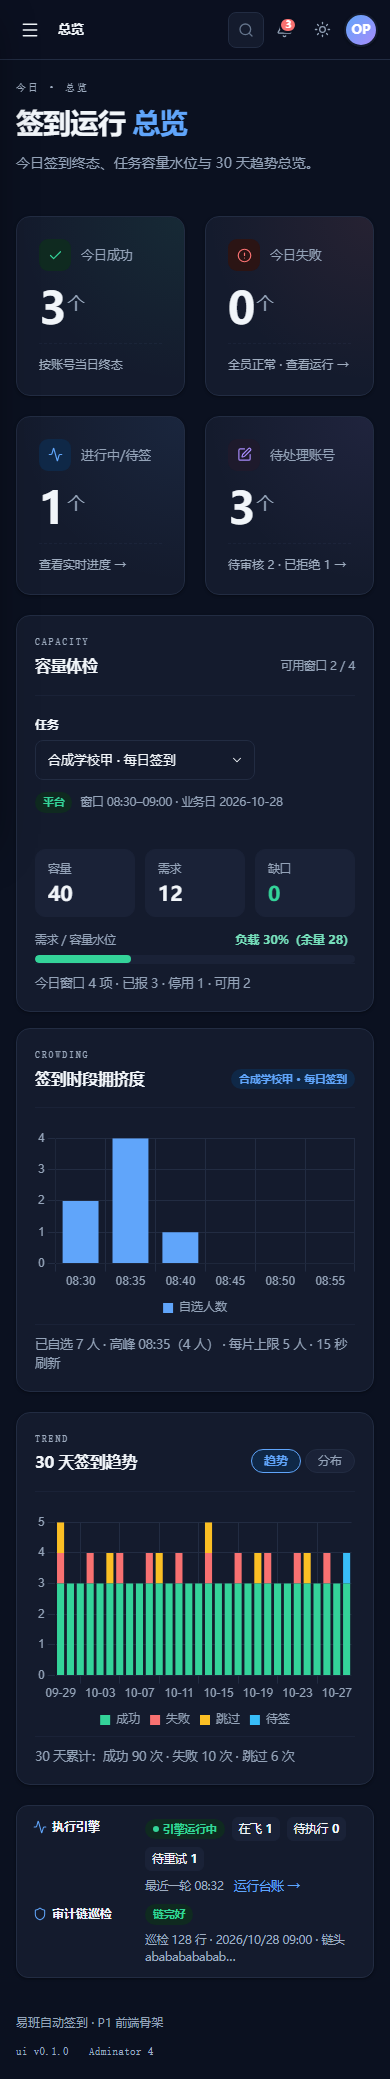 总览
3
OP
今日 · 总览
签到运行 总览
今日签到终态、任务容量水位与 30 天趋势总览。
今日成功
3个
按账号当日终态
今日失败
0个
全员正常 · 查看运行 →
进行中/待签
1个
查看实时进度 →
待处理账号
3个
待审核 2 · 已拒绝 1 →
CAPACITY
容量体检
可用窗口 2 / 4
任务
合成学校甲 · 每日签到
平台 窗口 08:30–09:00 · 业务日 2026-10-28
容量
40
需求
12
缺口
0
需求 / 容量水位 负载 30%（余量 28）
今日窗口 4 项 · 已报 3 · 停用 1 · 可用 2
CROWDING
签到时段拥挤度
合成学校甲 · 每日签到
4
3
2
1
0
08:30 08:35 08:40 08:45 08:50 08:55
自选人数
已自选 7 人 · 高峰 08:35（4 人） · 每片上限 5 人 · 15 秒
刷新
TREND
30 天签到趋势
趋势 分布
5
4
3
2
1
0
09-29 10-03 10-07 10-11 10-15 10-19 10-23 10-27
成功 失败 跳过 待签
30 天累计：成功 90 次 · 失败 10 次 · 跳过 6 次
执行引擎
引擎运行中 在飞 1 待执行 0
待重试 1
最近一轮 08:32 运行台账 →
审计链巡检
链完好
巡检 128 行 · 2026/10/28 09:00 · 链头
abababababab…
易班自动签到 · P1 前端骨架
ui v0.1.0 Adminator 4